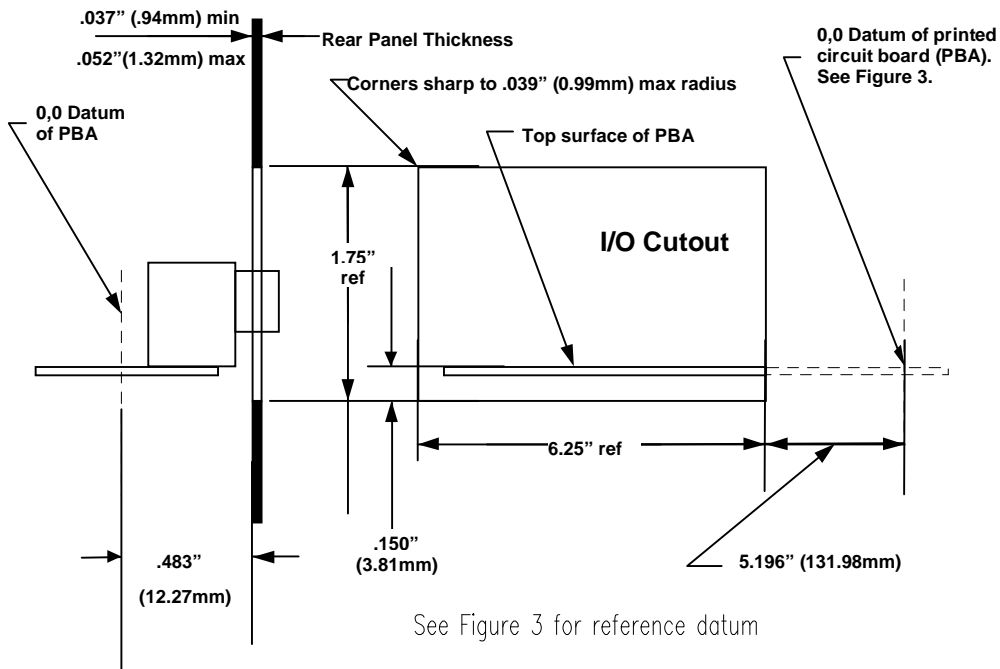 .037” (.94mm) min
.052”(1.32mm) max
Rear Panel Thickness
0,0 Datum of printed
circuit board (PBA).
See Figure 3.
Corners sharp to .039” (0.99mm) max radius
0,0 Datum
of PBA
Top surface of PBA
I/O Cutout
1.75”
ref
6.25” ref
.150”
(3.81mm)
.483”
(12.27mm)
5.196” (131.98mm)
See Figure 3 for reference datum